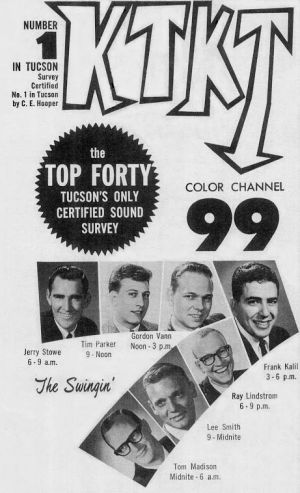 NUMBER
1
IN TUCSON
Survey
Certified
No. 1 in Tucson
by C. E. Hooper
KTKT
the
TOP FORTY
TUCSON'S ONLY
CERTIFIED SOUND
SURVEY
COLOR CHANNEL
99
Jerry Stowe
6 - 9 a.m.
Tim Parker
9 - Noon
Gordon Vann
Noon - 3 p.m.
Frank Kalil
3 - 6 p.m.
Ray Lindstrom
6 - 9 p.m.
The Swingin'
Lee Smith
9 - Midnite
Tom Madison
Midnite - 6 a.m.